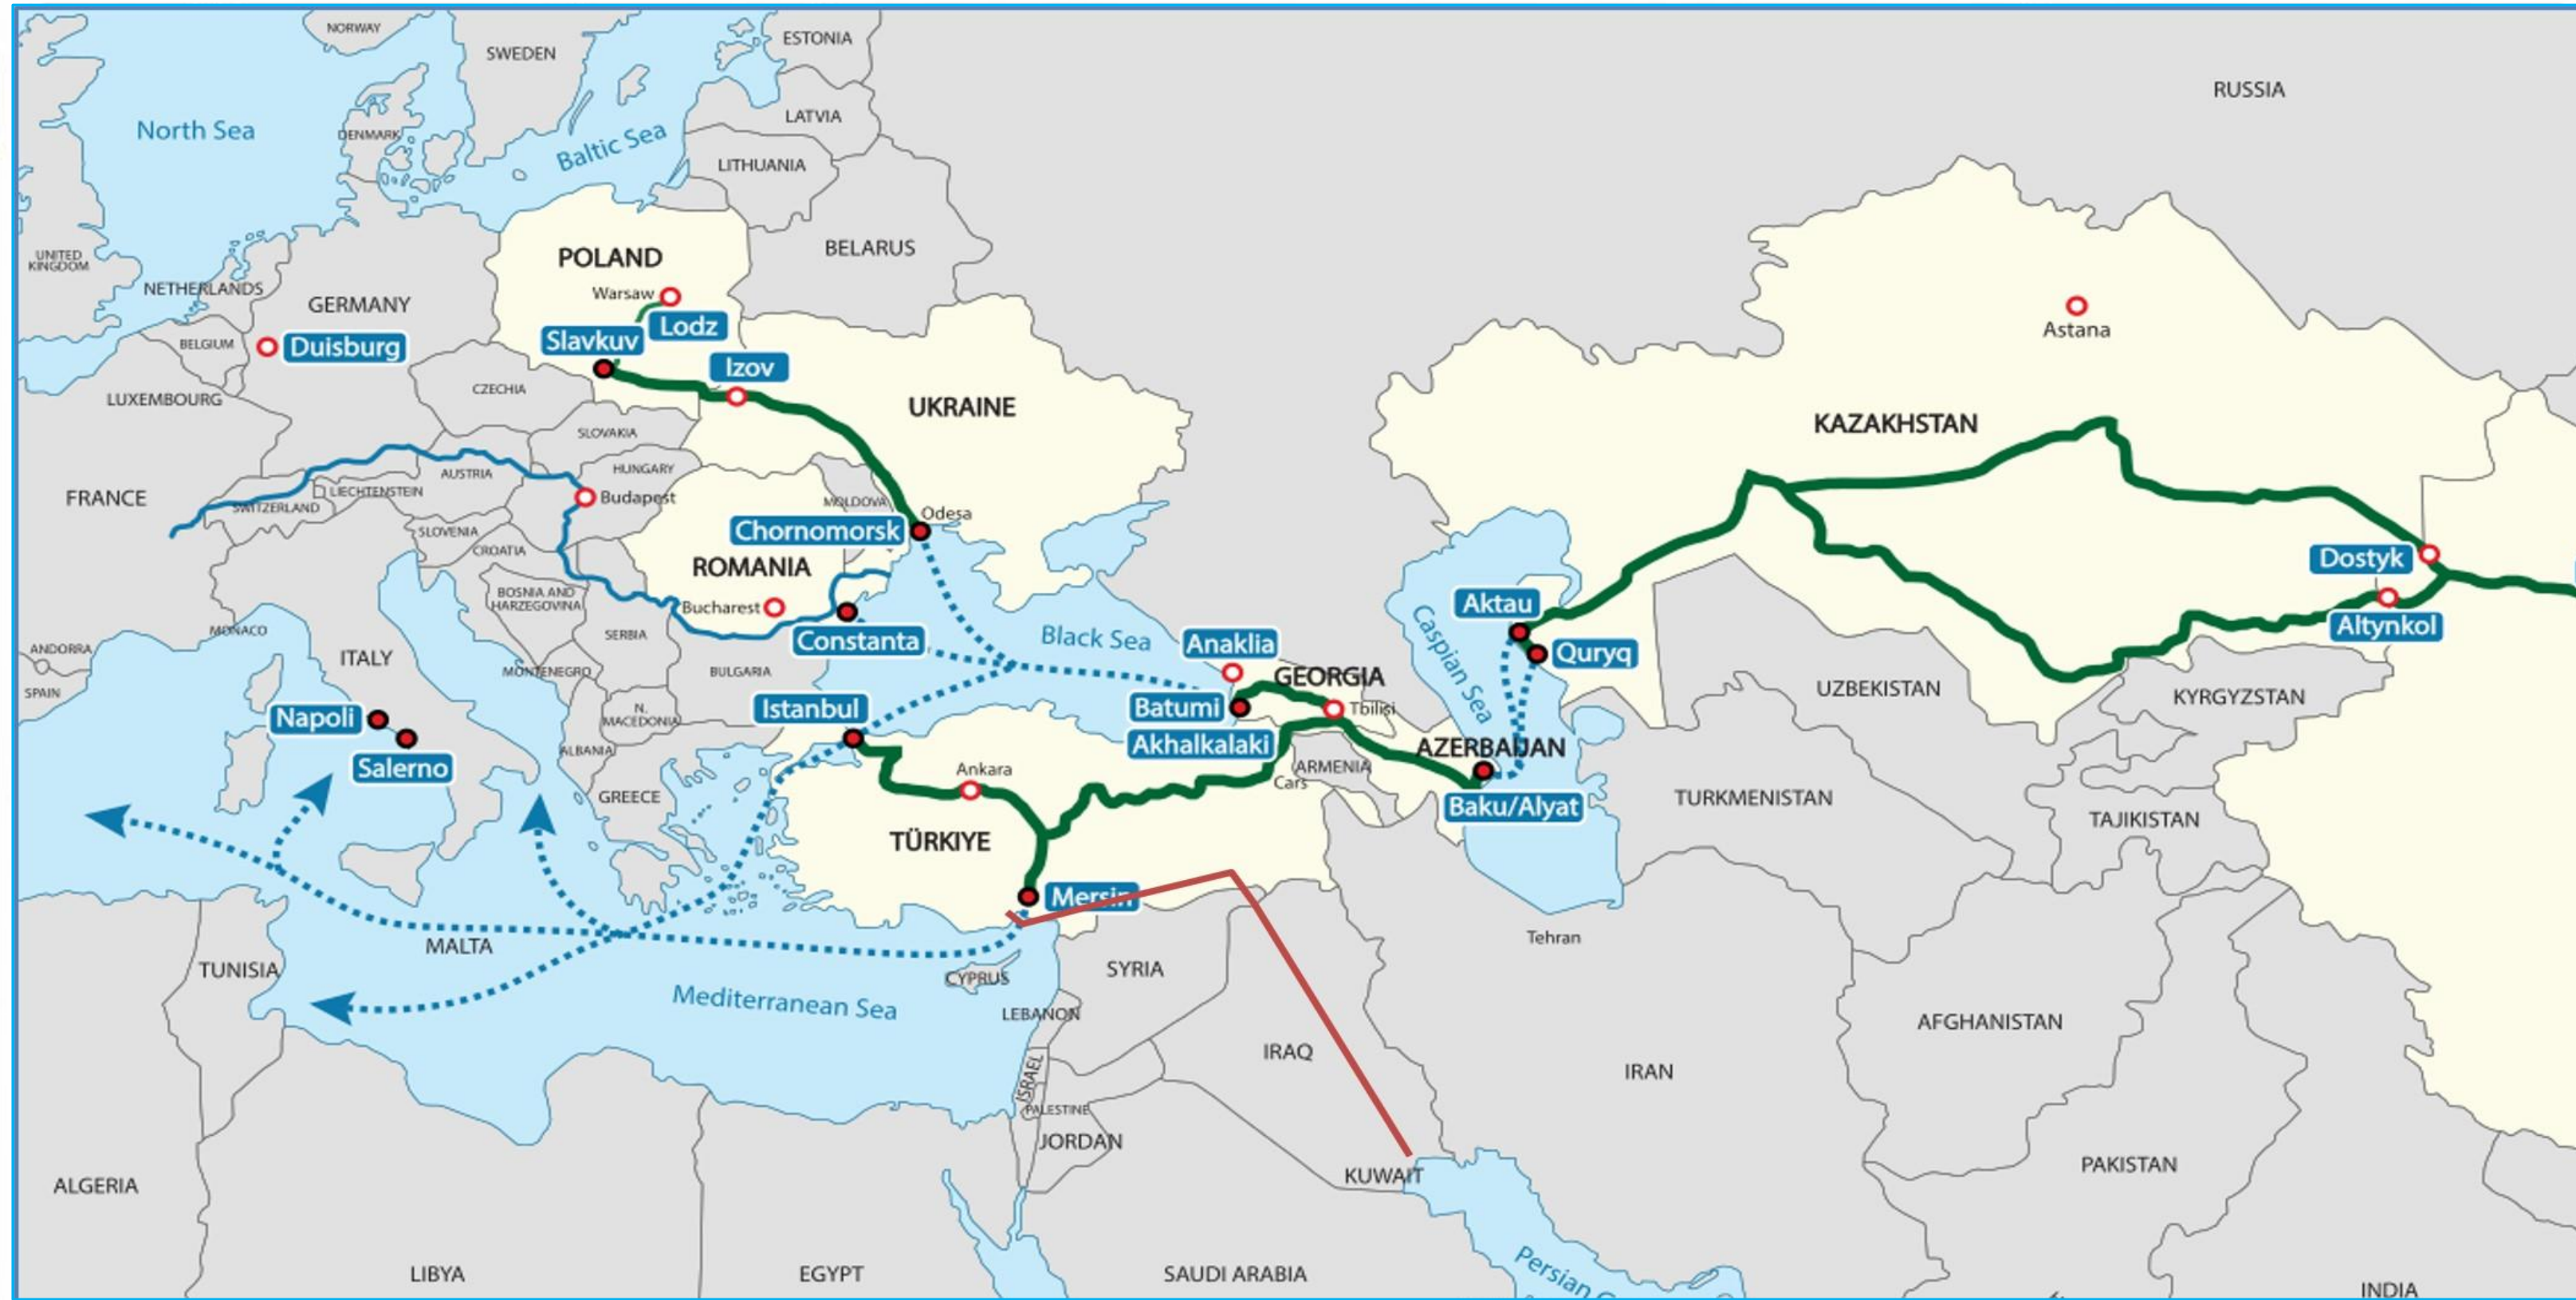 NORWAY
SWEDEN
ESTONIA
RUSSIA
North Sea
DENMARK
Baltic Sea
LATVIA
LITHUANIA
UNITED
KINGDOM
NETHERLANDS
GERMANY
POLAND
BELARUS
Warsaw
Lodz
BELGIUM
Duisburg
Slavkuv
Izov
Astana
LUXEMBOURG
CZECHIA
UKRAINE
KAZAKHSTAN
SLOVAKIA
FRANCE
AUSTRIA
HUNGARY
LIECHTENSTEIN
SWITZERLAND
Budapest
MOLDOVA
Odesa
SLOVENIA
Chornomorsk
CROATIA
ROMANIA
Dostyk
BOSNIA AND
HARZEGOVINA
Bucharest
Aktau
Altynkol
MONACO
SERBIA
Constanta
Black Sea
Anaklia
Caspian Sea
Quryq
ANDORRA
ITALY
MONTENEGRO
BULGARIA
GEORGIA
UZBEKISTAN
KYRGYZSTAN
SPAIN
Napoli
N.
MACEDONIA
Istanbul
Batumi
Tbilisi
Salerno
ALBANIA
Akhalkalaki
AZERBAIJAN
ARMENIA
Ankara
Cars
GREECE
Baku/Alyat
TURKMENISTAN
TAJIKISTAN
TÜRKIYE
Mersin
Tehran
MALTA
TUNISIA
CYPRUS
SYRIA
Mediterranean Sea
LEBANON
AFGHANISTAN
IRAQ
IRAN
ISRAEL
PALESTINE
JORDAN
KUWAIT
PAKISTAN
ALGERIA
LIBYA
EGYPT
SAUDI ARABIA
Persian
INDIA